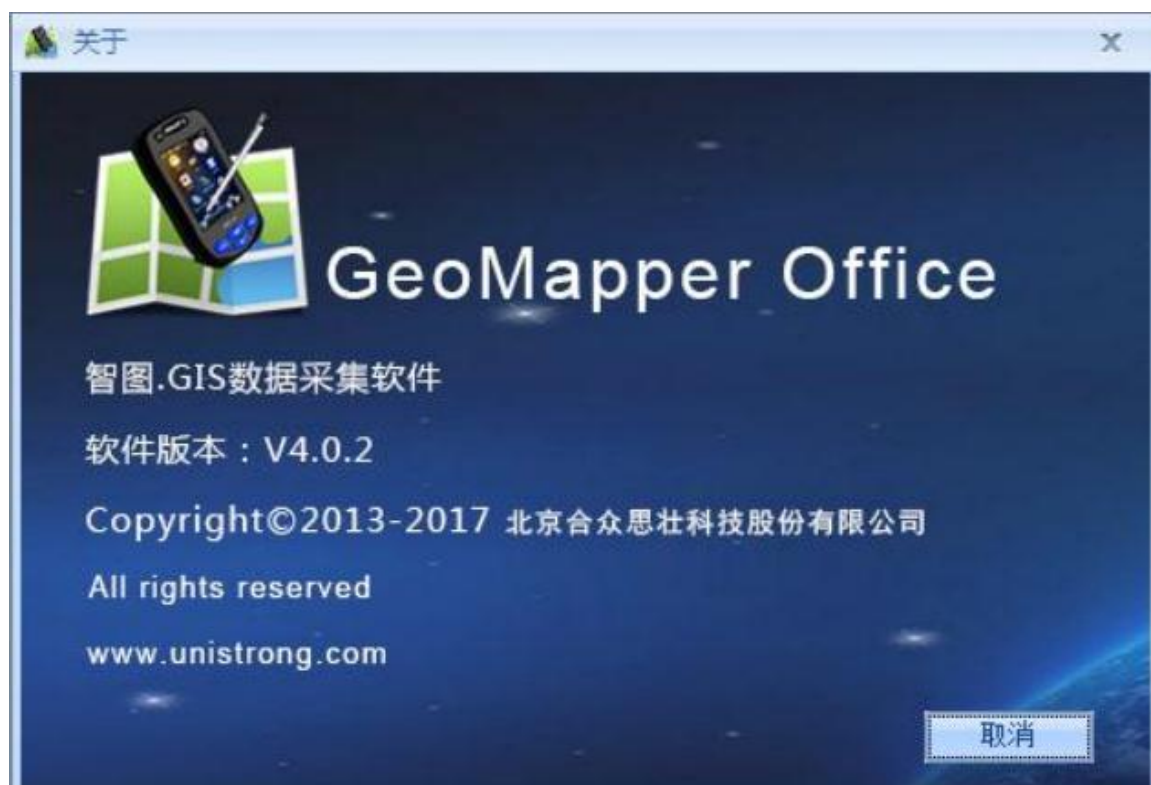 关于
GeoMapper Office
智图.GIS数据采集软件
软件版本：V4.0.2
Copyright©2013-2017 北京合众思壮科技股份有限公司
All rights reserved
www.unistrong.com
取消